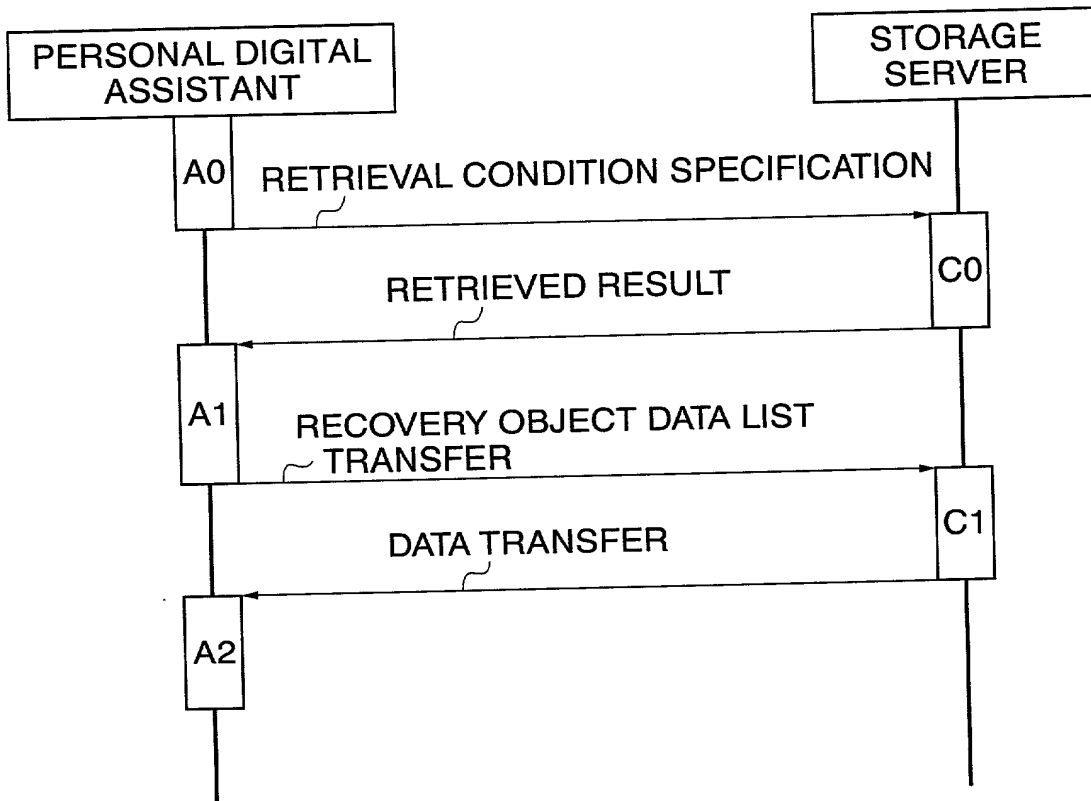 PERSONAL DIGITAL
ASSISTANT
STORAGE
SERVER
A0
RETRIEVAL CONDITION SPECIFICATION
C0
RETRIEVED RESULT
A1
RECOVERY OBJECT DATA LIST
TRANSFER
C1
DATA TRANSFER
A2